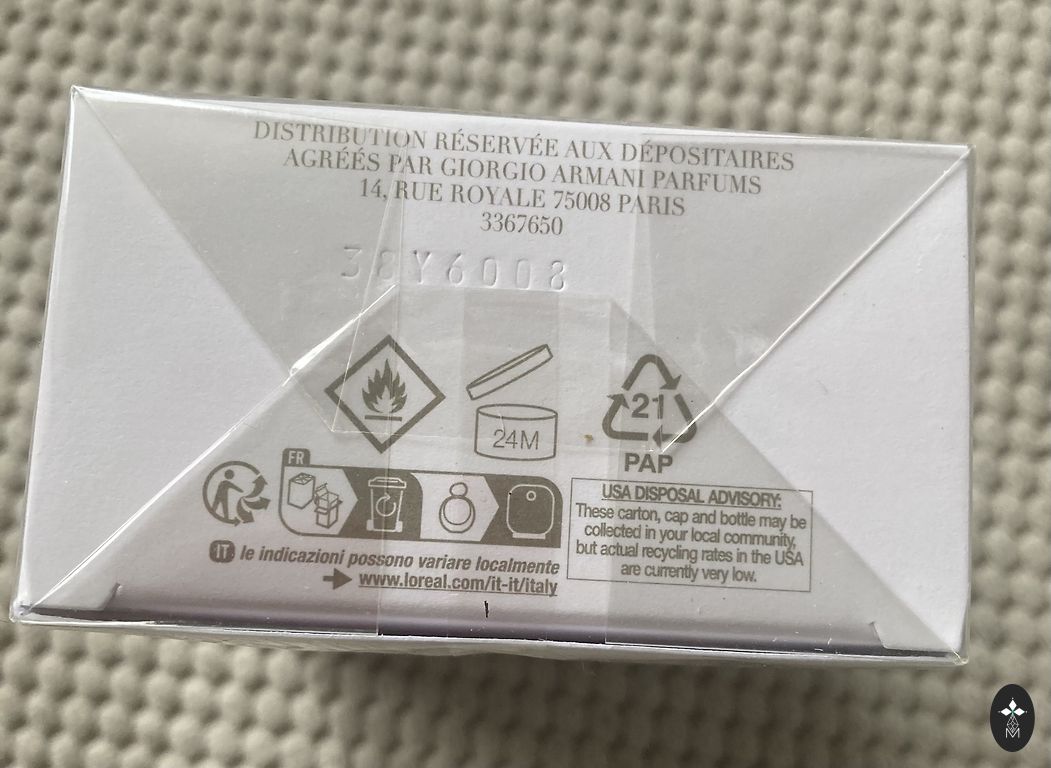 DISTRIBUTION RÉSERVÉE AUX DÉPOSITAIRES
AGRÉÉS PAR GIORGIO ARMANI PARFUMS
14, RUE ROYALE 75008 PARIS
3367650
38Y6008
24M
21
PAP
FR
USA DISPOSAL ADVISORY:
These carton, cap and bottle may be
collected in your local community,
but actual recycling rates in the USA
are currently very low.
IT le indicazioni possono variare localmente
www.loreal.com/it-it/italy
M